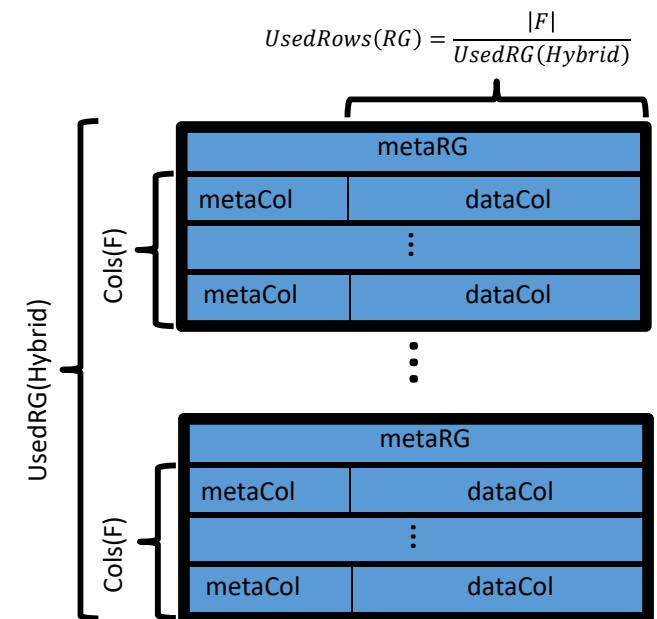 UsedRows(RG) = |F| / UsedRG(Hybrid)
metaRG
metaCol dataCol
⋮
metaCol dataCol
Cols(F)
⋮
UsedRG(Hybrid)
metaRG
metaCol dataCol
⋮
metaCol dataCol
Cols(F)